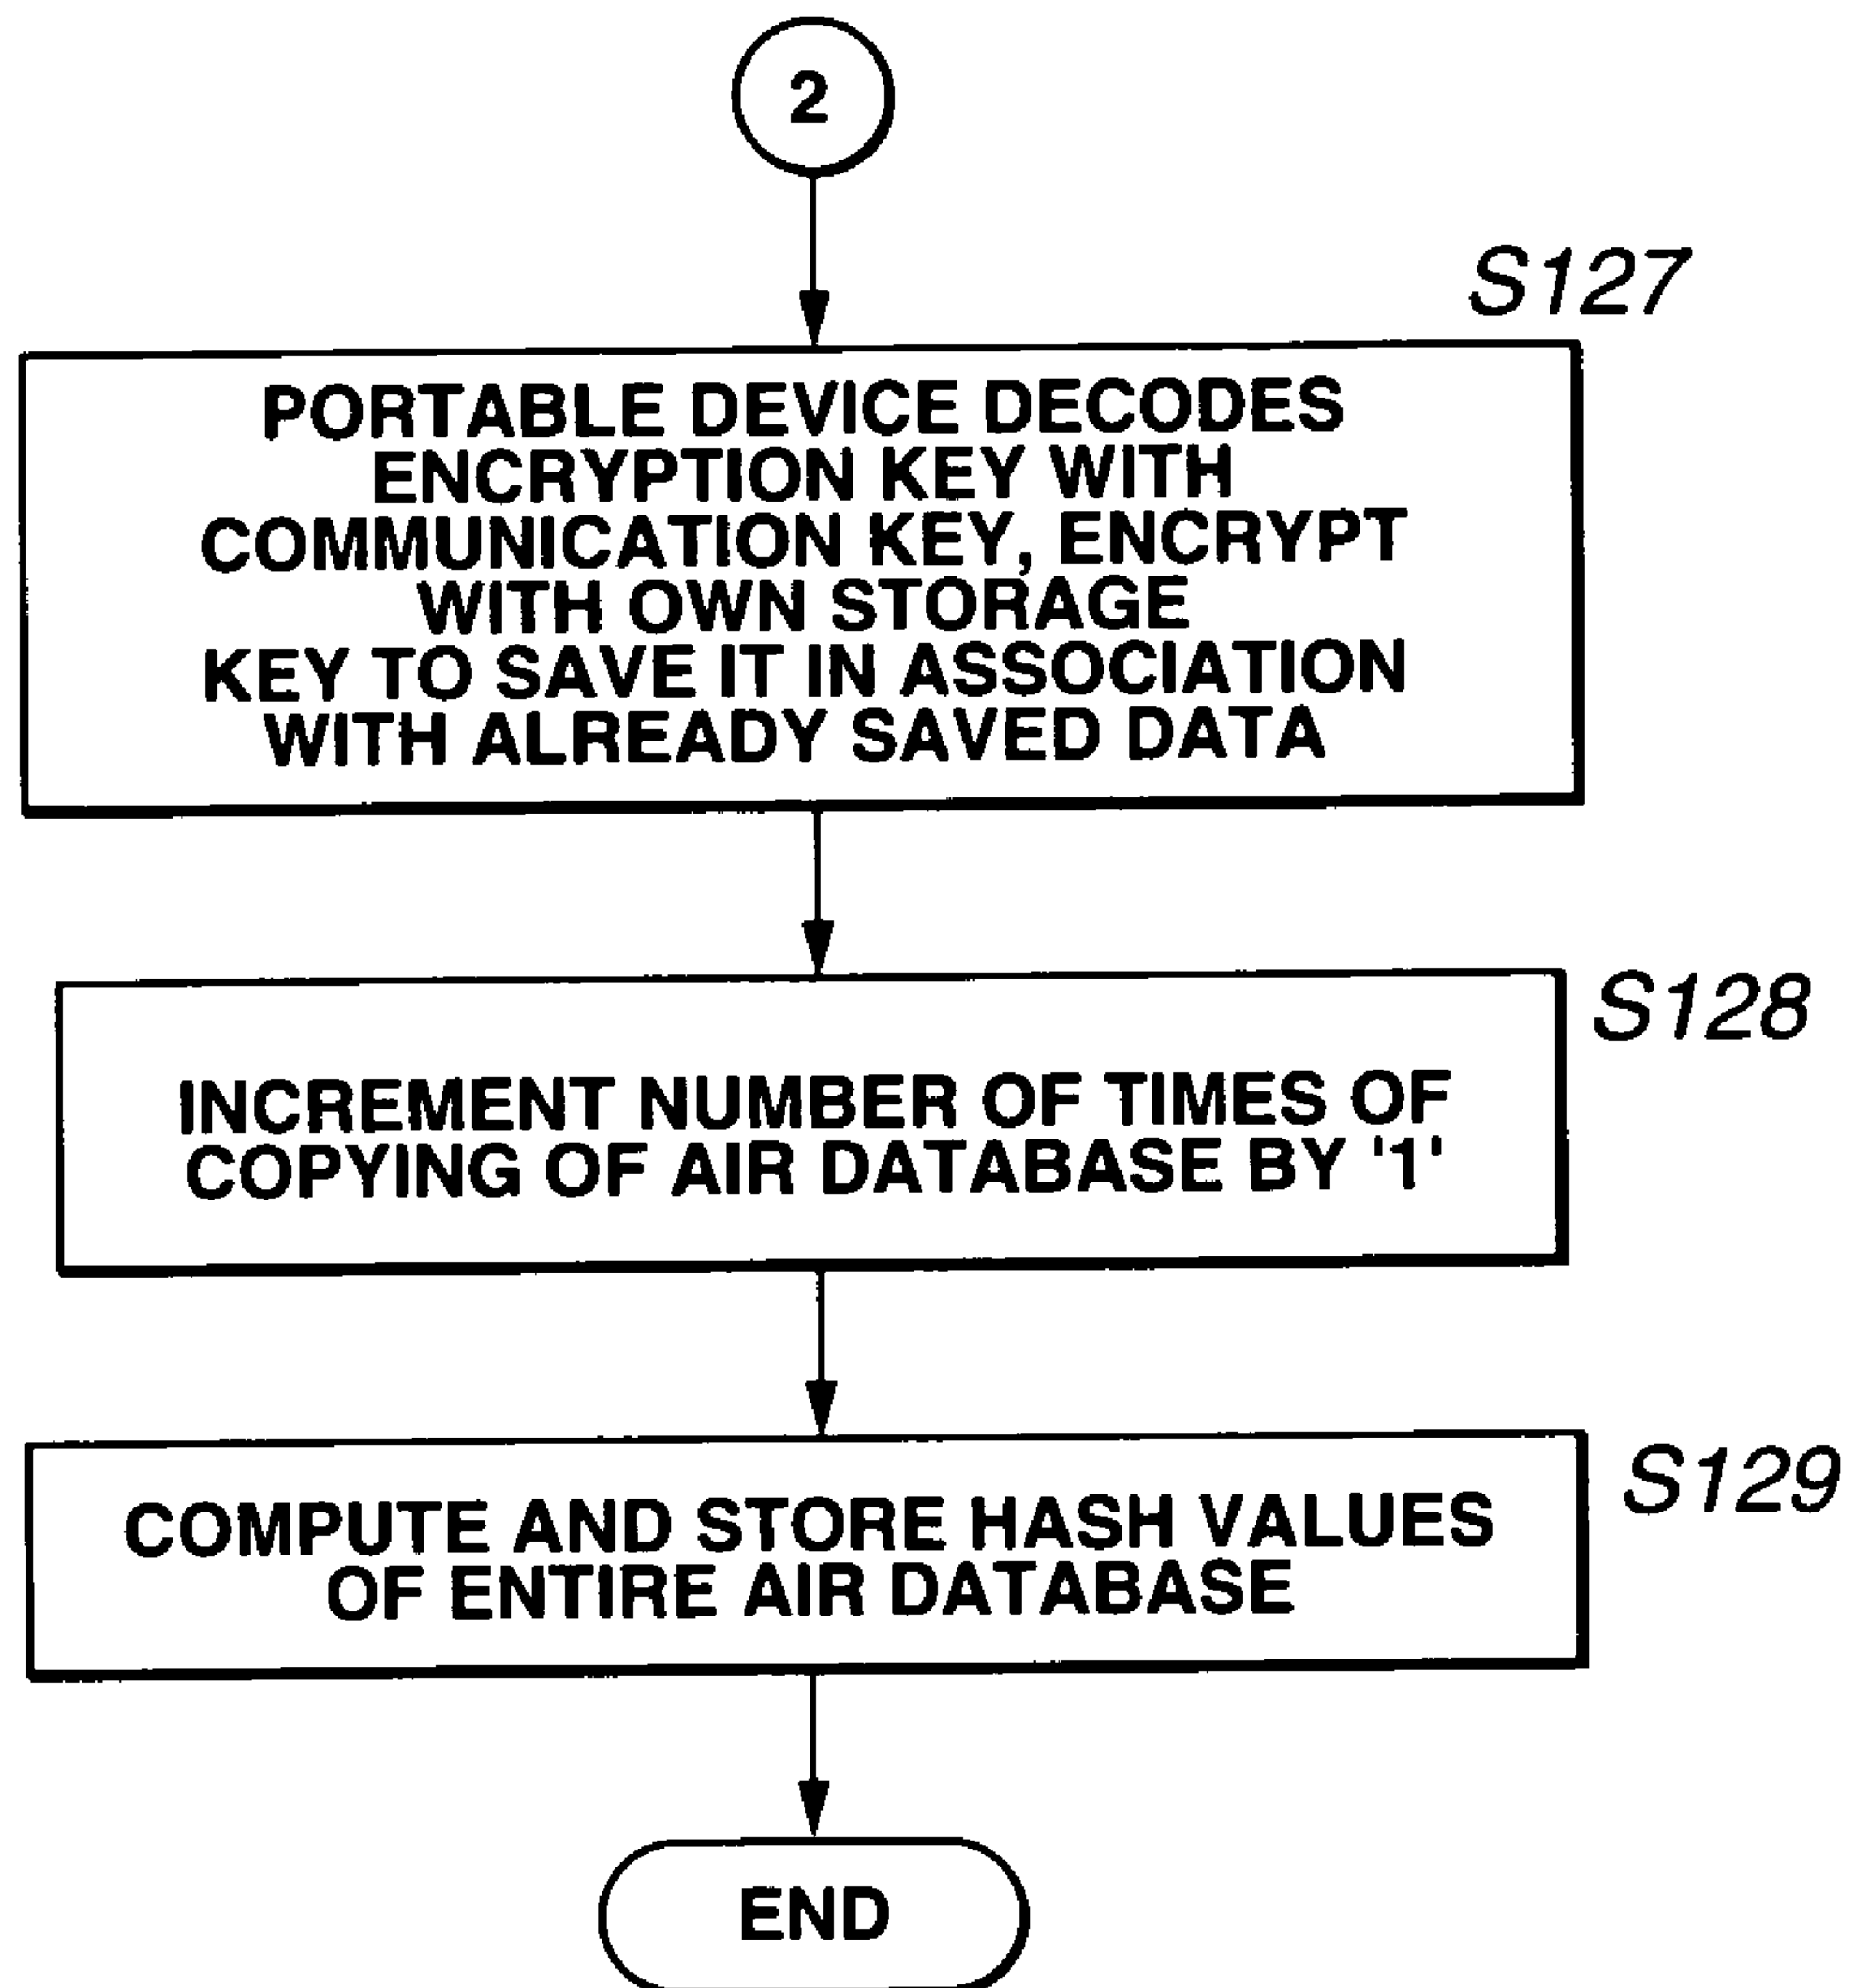 2
S127
PORTABLE DEVICE DECODES
ENCRYPTION KEY WITH
COMMUNICATION KEY, ENCRYPT
WITH OWN STORAGE
KEY TO SAVE IT IN ASSOCIATION
WITH ALREADY SAVED DATA
S128
INCREMENT NUMBER OF TIMES OF
COPYING OF AIR DATABASE BY '1'
S129
COMPUTE AND STORE HASH VALUES
OF ENTIRE AIR DATABASE
END